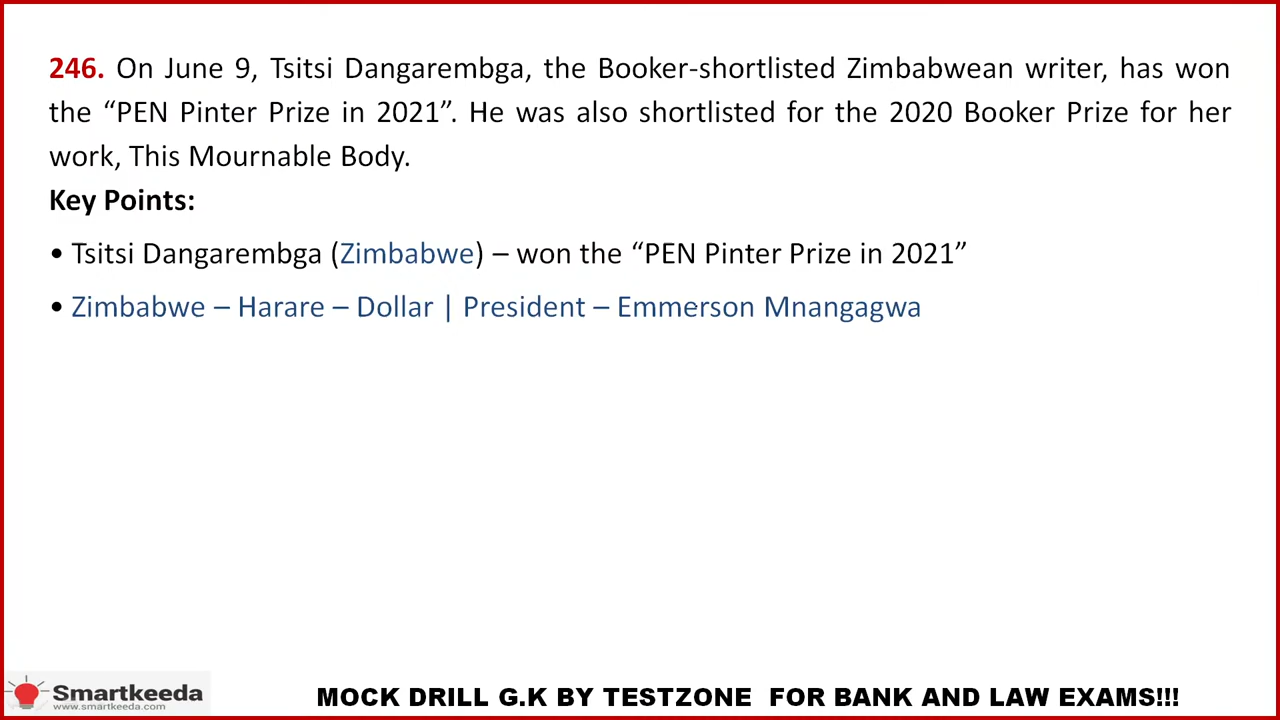 246. On June 9, Tsitsi Dangarembga, the Booker-shortlisted Zimbabwean writer, has won
the “PEN Pinter Prize in 2021”. He was also shortlisted for the 2020 Booker Prize for her
work, This Mournable Body.
Key Points:
• Tsitsi Dangarembga (Zimbabwe) – won the “PEN Pinter Prize in 2021”
• Zimbabwe – Harare – Dollar | President – Emmerson Mnangagwa
Smartkeeda
www.smartkeeda.com
MOCK DRILL G.K BY TESTZONE FOR BANK AND LAW EXAMS!!!